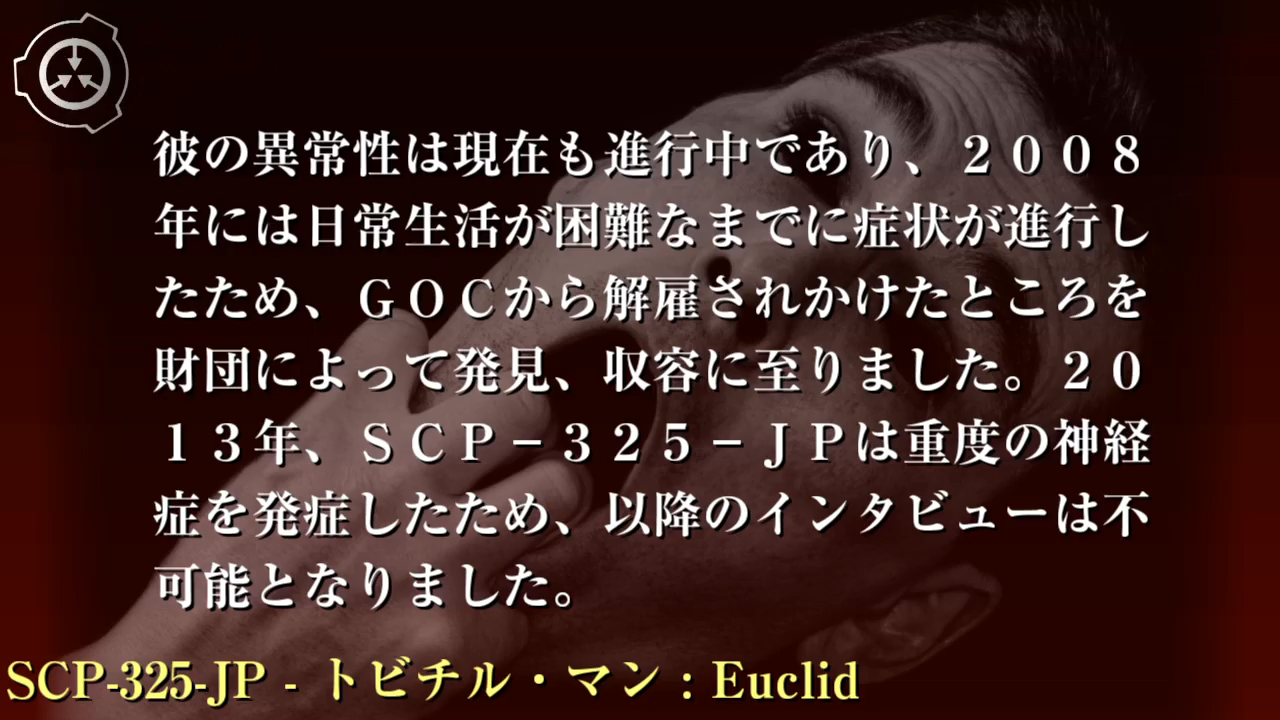 彼の異常性は現在も進行中であり、２００８
年には日常生活が困難なまでに症状が進行し
たため、ＧＯＣから解雇されかけたところを
財団によって発見、収容に至りました。２０
１３年、ＳＣＰ－３２５－ＪＰは重度の神経
症を発症したため、以降のインタビューは不
可能となりました。
SCP-325-JP - トビチル・マン : Euclid